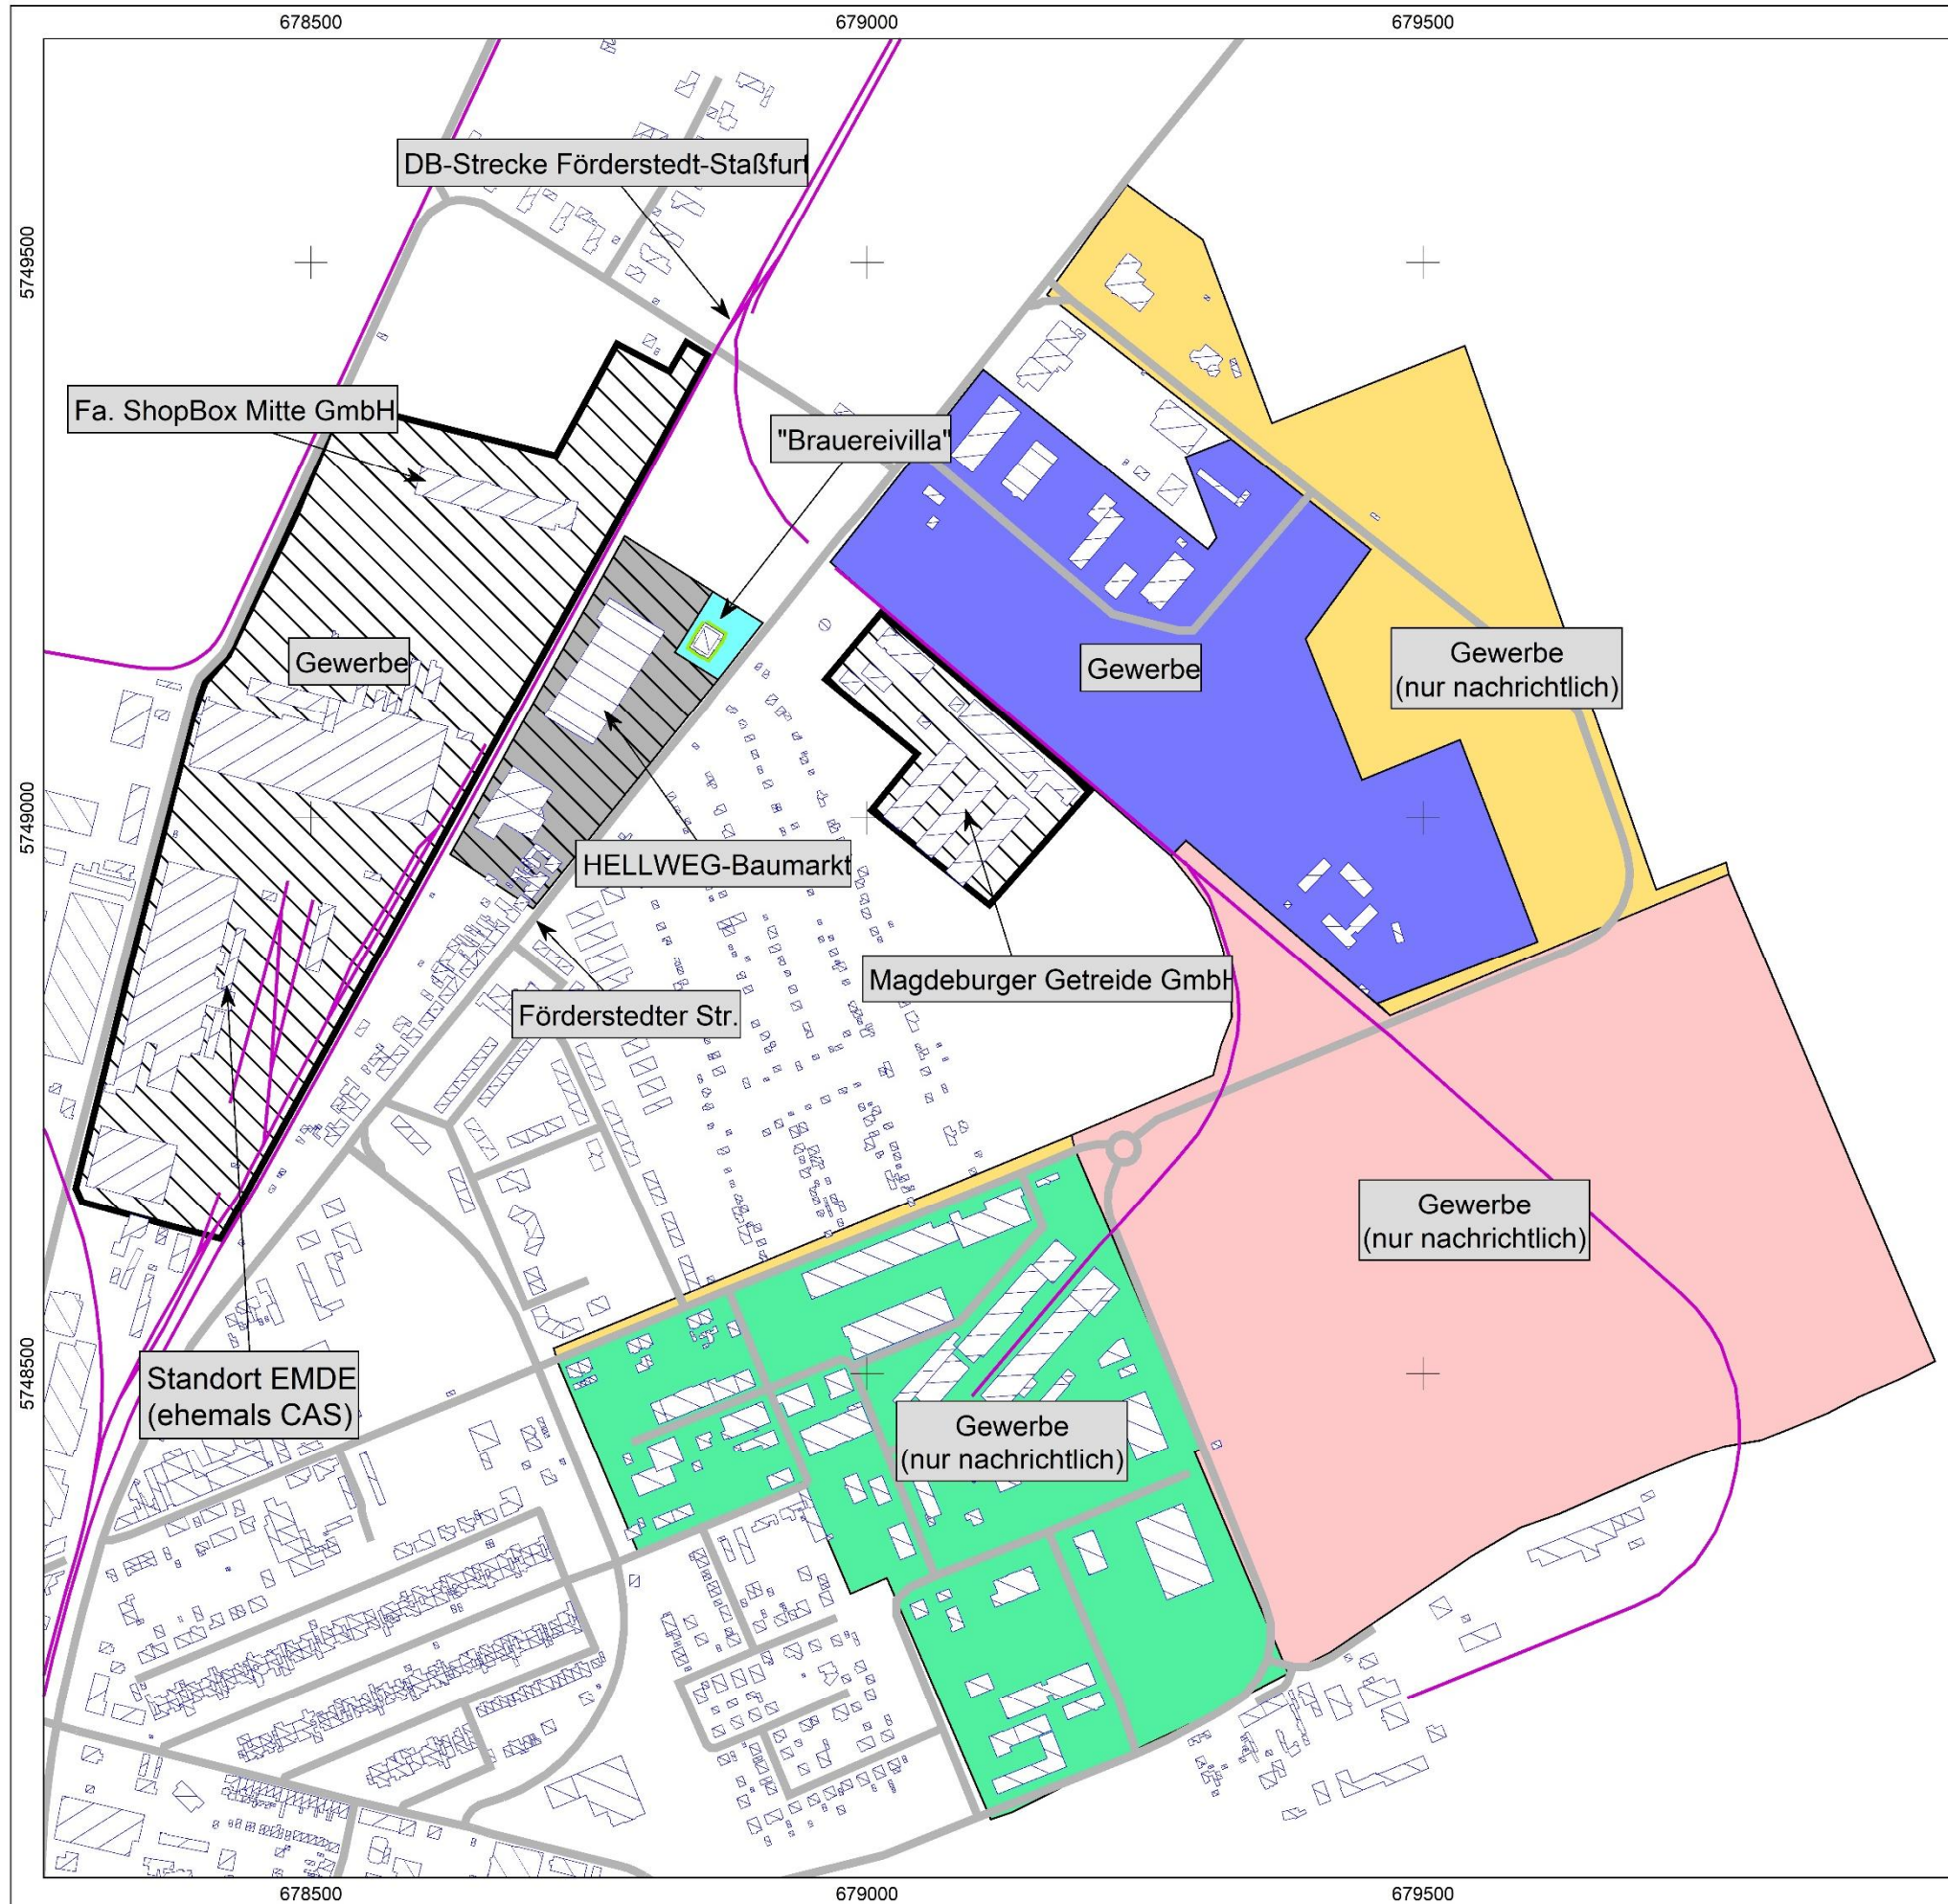 678500
679000
679500
DB-Strecke Förderstedt-Staßfurt
5749500
Fa. ShopBox Mitte GmbH
"Brauereivilla"
Gewerbe
Gewerbe
Gewerbe
(nur nachrichtlich)
5749000
HELLWEG-Baumarkt
Magdeburger Getreide GmbH
Förderstedter Str.
Gewerbe
(nur nachrichtlich)
5748500
Standort EMDE
(ehemals CAS)
Gewerbe
(nur nachrichtlich)
678500
679000
679500